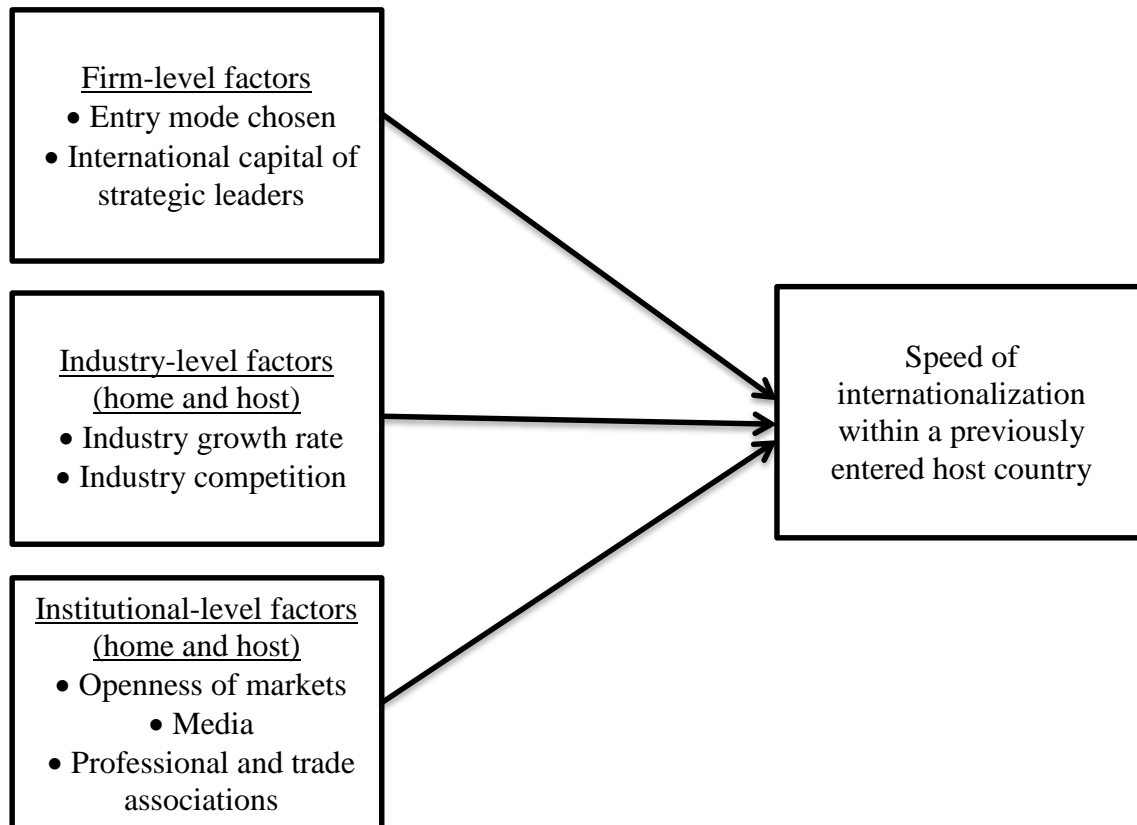 Firm-level factors
• Entry mode chosen
• International capital of
strategic leaders
Industry-level factors
(home and host)
• Industry growth rate
• Industry competition
Institutional-level factors
(home and host)
• Openness of markets
• Media
• Professional and trade
associations
Speed of
internationalization
within a previously
entered host country